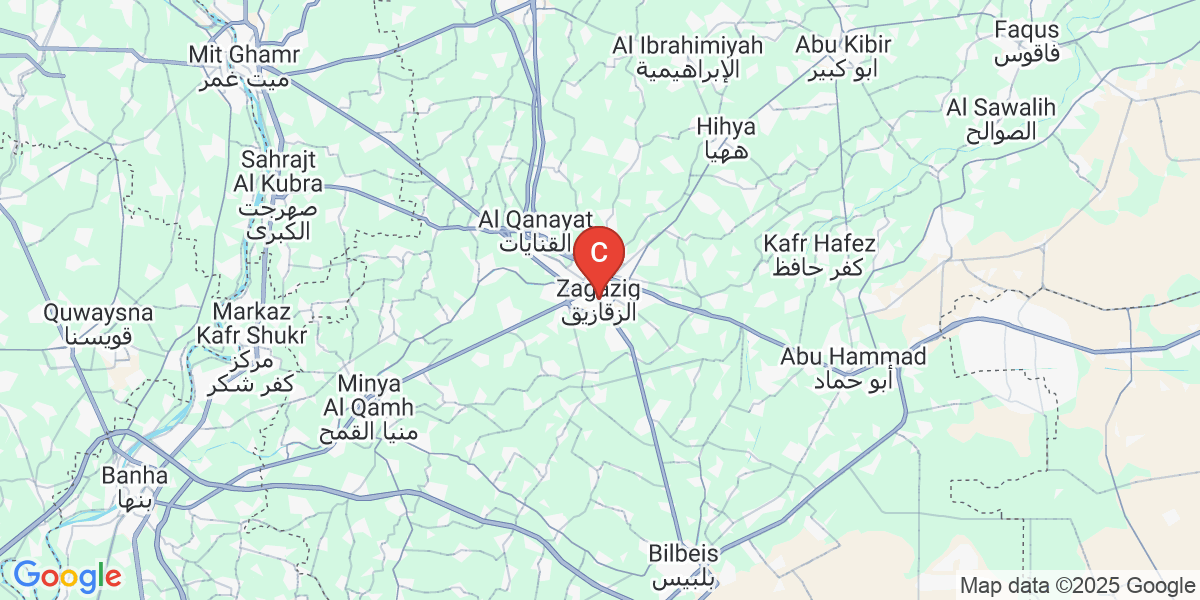 Mit Ghamr
ميت غمر
Al Ibrahimiyah
الإبراهيمية
Abu Kibir
ابو كبير
Faqus
فاقوس
Al Sawalih
الصوالح
Hihya
ههيا
Sahrajt
Al Kubra
صهرجت
الكبرى
Al Qanayat
القنايات
C
Kafr Hafez
كفر حافظ
Zagaziq
الزقازيق
Quwaysna
قويسنا
Markaz
Kafr Shukr
مركز
كفر شكر
Abu Hammad
أبو حماد
Minya
Al Qamh
منيا القمح
Banha
بنها
Bilbeis
بلبيس
Google
Map data ©2025 Google